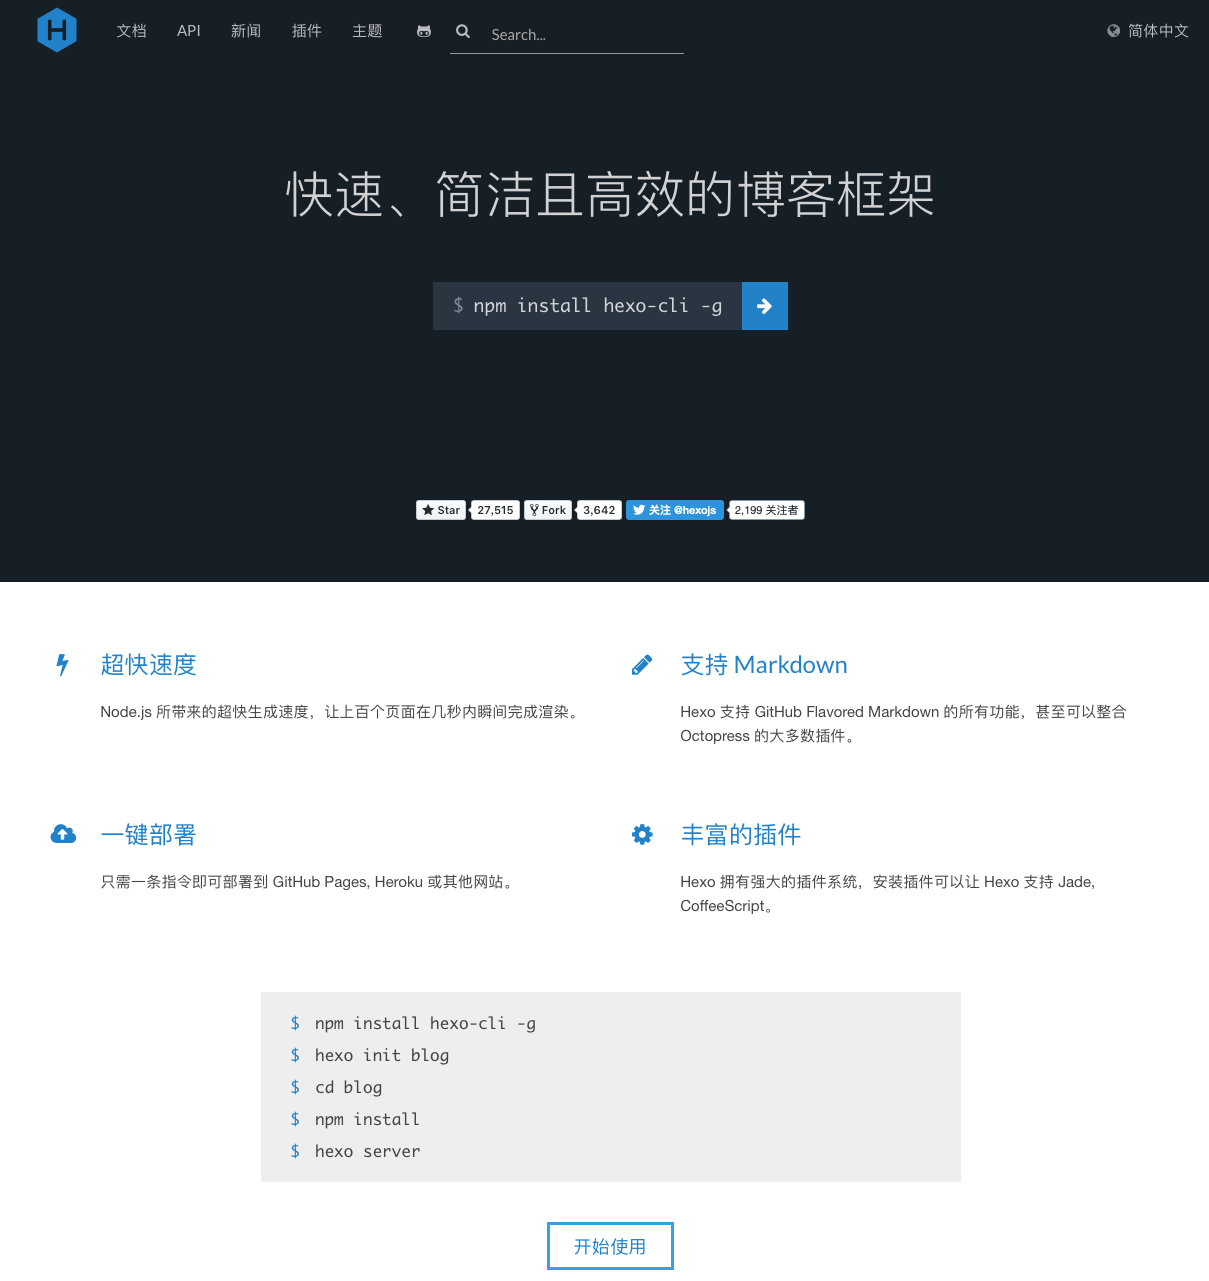 H
文档 API 新闻 插件 主题 Search... 简体中文
快速、简洁且高效的博客框架
$ npm install hexo-cli -g
Star 27,515 Fork 3,642 关注 @hexojs 2,199 关注者
超快速度
Node.js 所带来的超快生成速度，让上百个页面在几秒内瞬间完成渲染。
支持 Markdown
Hexo 支持 GitHub Flavored Markdown 的所有功能，甚至可以整合
Octopress 的大多数插件。
一键部署
只需一条指令即可部署到 GitHub Pages, Heroku 或其他网站。
丰富的插件
Hexo 拥有强大的插件系统，安装插件可以让 Hexo 支持 Jade,
CoffeeScript。
$ npm install hexo-cli -g
$ hexo init blog
$ cd blog
$ npm install
$ hexo server
开始使用